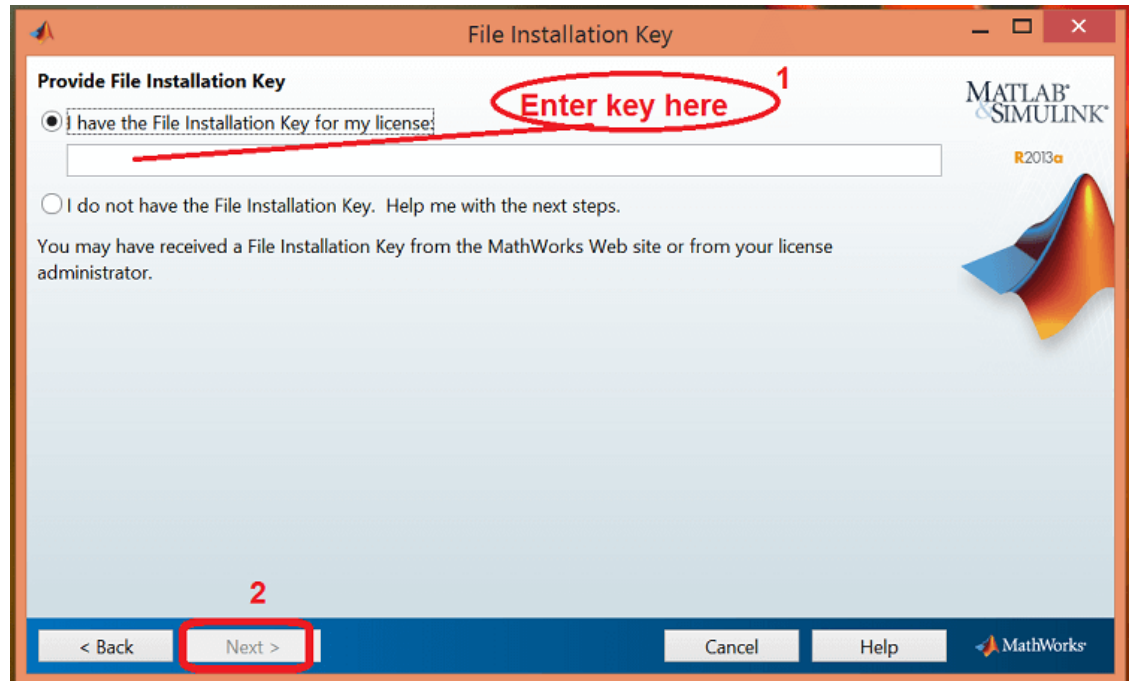 File Installation Key
Provide File Installation Key
1
Enter key here
MATLAB®
&SIMULINK®
I have the File Installation Key for my license:
R2013a
I do not have the File Installation Key. Help me with the next steps.
You may have received a File Installation Key from the MathWorks Web site or from your license
administrator.
2
< Back
Next >
Cancel
Help
MathWorks®